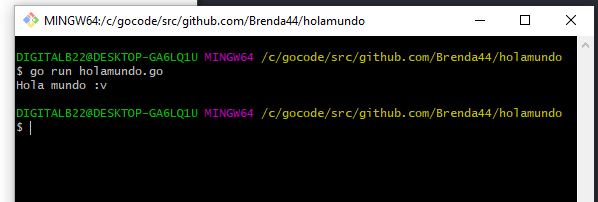 MINGW64:/c/gocode/src/github.com/Brenda44/holamundo
DIGITALB22@DESKTOP-GA6LQ1U MINGW64 /c/gocode/src/github.com/Brenda44/holamundo
$ go run holamundo.go
Hola mundo :v
DIGITALB22@DESKTOP-GA6LQ1U MINGW64 /c/gocode/src/github.com/Brenda44/holamundo
$